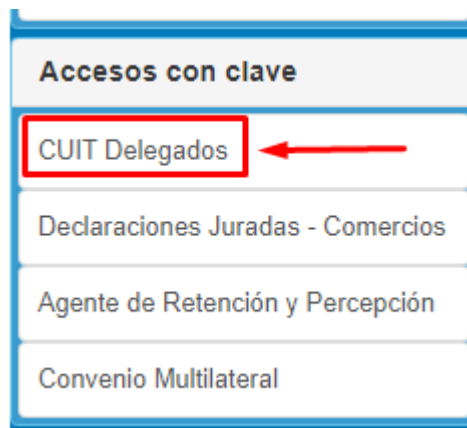 Accesos con clave
CUIT Delegados
Declaraciones Juradas - Comercios
Agente de Retención y Percepción
Convenio Multilateral